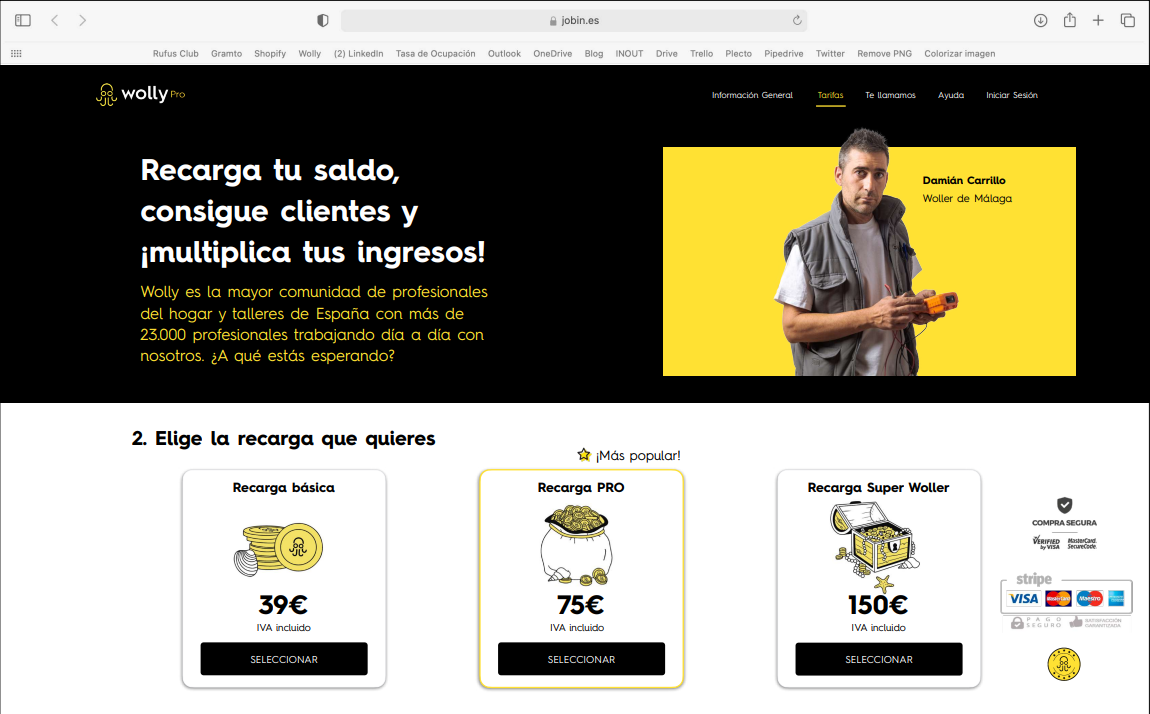 jobin.es
Rufus Club Gramto Shopify Wolly (2) LinkedIn Tasa de Ocupación Outlook OneDrive Blog INOUT Drive Trello Plecto Pipedrive Twitter Remove PNG Colorizar imagen
wolly Pro
Información General Tarifas Te llamamos Ayuda Iniciar Sesión
Recarga tu saldo,
consigue clientes y
¡multiplica tus ingresos!
Wolly es la mayor comunidad de profesionales
del hogar y talleres de España con más de
23.000 profesionales trabajando día a día con
nosotros. ¿A qué estás esperando?
Damián Carrillo
Woller de Málaga
2. Elige la recarga que quieres
¡Más popular!
Recarga básica
39€
IVA incluido
SELECCIONAR
Recarga PRO
75€
IVA incluido
SELECCIONAR
Recarga Super Woller
150€
IVA incluido
SELECCIONAR
COMPRA SEGURA
VERIFIED by VISA
MasterCard. SecureCode.
stripe
VISA MasterCard Maestro
PAGO SEGURO
SATISFACCIÓN GARANTIZADA